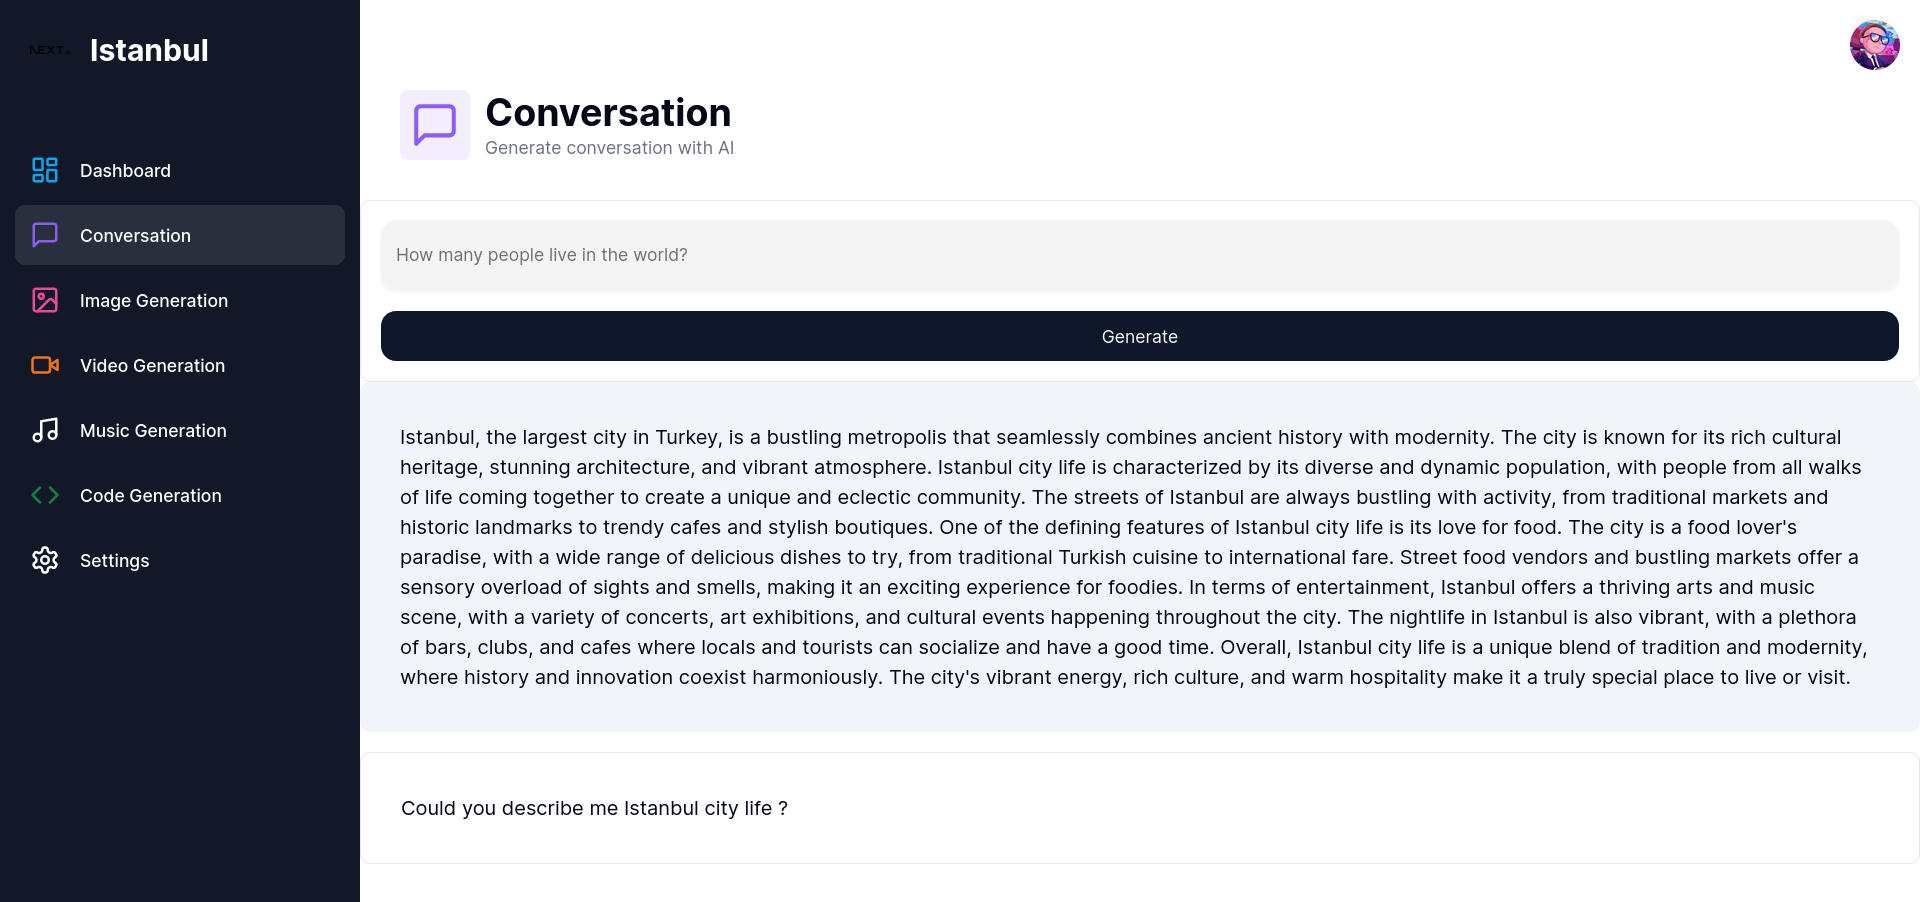 NEXT.
Istanbul
Dashboard
Conversation
Image Generation
Video Generation
Music Generation
Code Generation
Settings
Conversation
Generate conversation with AI
How many people live in the world?
Generate
Istanbul, the largest city in Turkey, is a bustling metropolis that seamlessly combines ancient history with modernity. The city is known for its rich cultural
heritage, stunning architecture, and vibrant atmosphere. Istanbul city life is characterized by its diverse and dynamic population, with people from all walks
of life coming together to create a unique and eclectic community. The streets of Istanbul are always bustling with activity, from traditional markets and
historic landmarks to trendy cafes and stylish boutiques. One of the defining features of Istanbul city life is its love for food. The city is a food lover's
paradise, with a wide range of delicious dishes to try, from traditional Turkish cuisine to international fare. Street food vendors and bustling markets offer a
sensory overload of sights and smells, making it an exciting experience for foodies. In terms of entertainment, Istanbul offers a thriving arts and music
scene, with a variety of concerts, art exhibitions, and cultural events happening throughout the city. The nightlife in Istanbul is also vibrant, with a plethora
of bars, clubs, and cafes where locals and tourists can socialize and have a good time. Overall, Istanbul city life is a unique blend of tradition and modernity,
where history and innovation coexist harmoniously. The city's vibrant energy, rich culture, and warm hospitality make it a truly special place to live or visit.
Could you describe me Istanbul city life ?